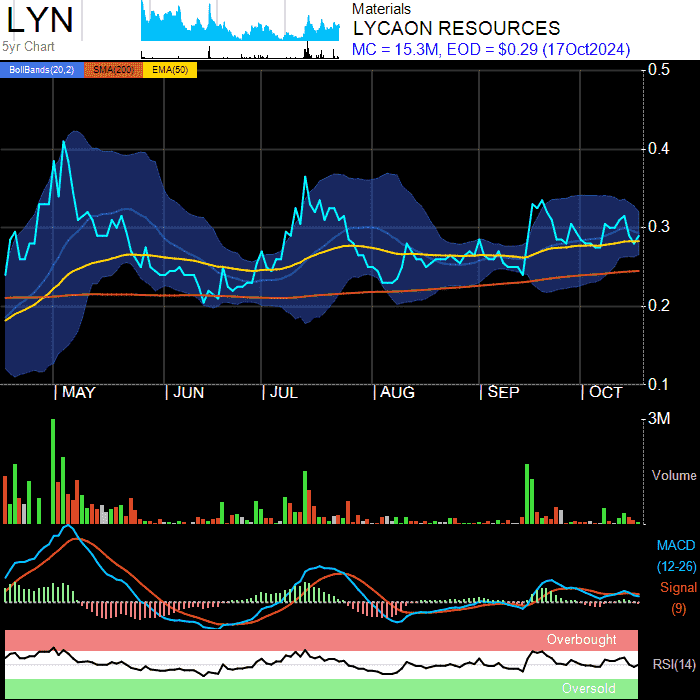 LYN
5yr Chart
Materials
LYCAON RESOURCES
MC = 15.3M, EOD = $0.29 (17Oct2024)
BollBands(20,2) SMA(200) EMA(50)
0.5
0.4
0.3
0.2
0.1
MAY JUN JUL AUG SEP OCT
3M
Volume
MACD
(12-26)
Signal
(9)
Overbought
RSI(14)
Oversold